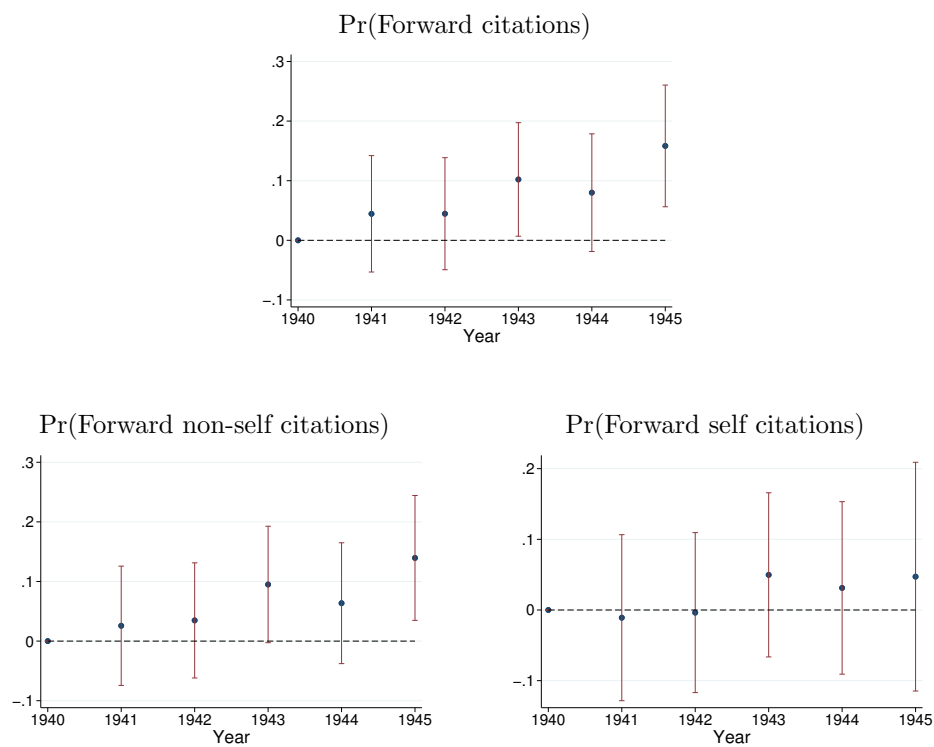 Pr(Forward citations)
.3
.2
.1
0
−.1
1940 1941 1942 1943 1944 1945
Year
Pr(Forward non-self citations)
.3
.2
.1
0
−.1
1940 1941 1942 1943 1944 1945
Year
Pr(Forward self citations)
.2
.1
0
−.1
1940 1941 1942 1943 1944 1945
Year